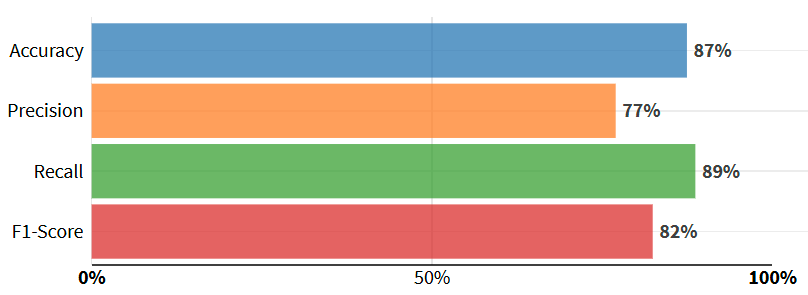 Accuracy 87%
Precision 77%
Recall 89%
F1-Score 82%
0% 50% 100%